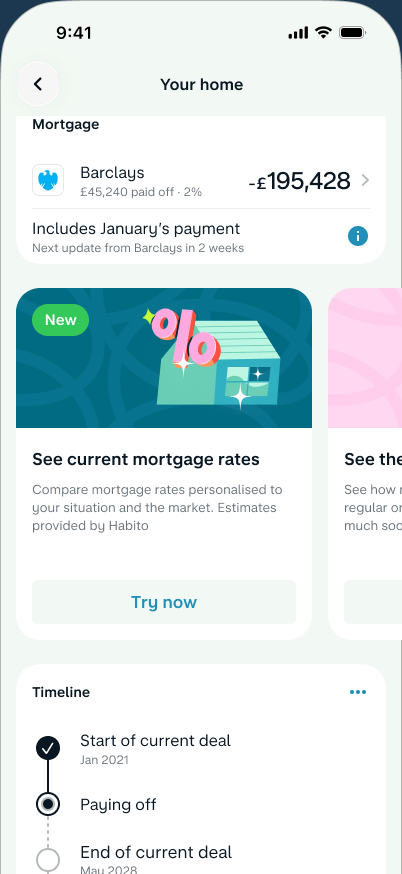 9:41
Your home
Mortgage
Barclays
-£195,428
£45,240 paid off · 2%
Includes January's payment
Next update from Barclays in 2 weeks
New
%
See current mortgage rates
Compare mortgage rates personalised to
your situation and the market. Estimates
provided by Habito
Try now
See the
See how
regular or
much soo
Timeline
Start of current deal
Jan 2021
Paying off
End of current deal
May 2028